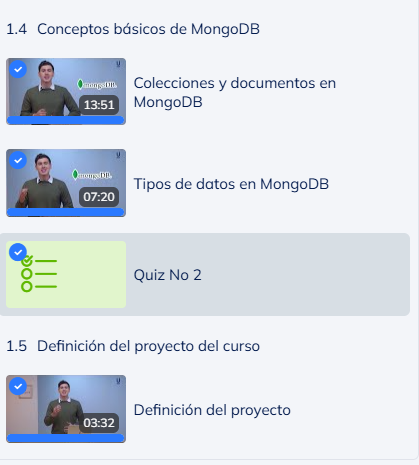 1.4 Conceptos básicos de MongoDB
mongoDB.
13:51
Colecciones y documentos en
MongoDB
mongoDB.
07:20
Tipos de datos en MongoDB
Quiz No 2
1.5 Definición del proyecto del curso
03:32
Definición del proyecto